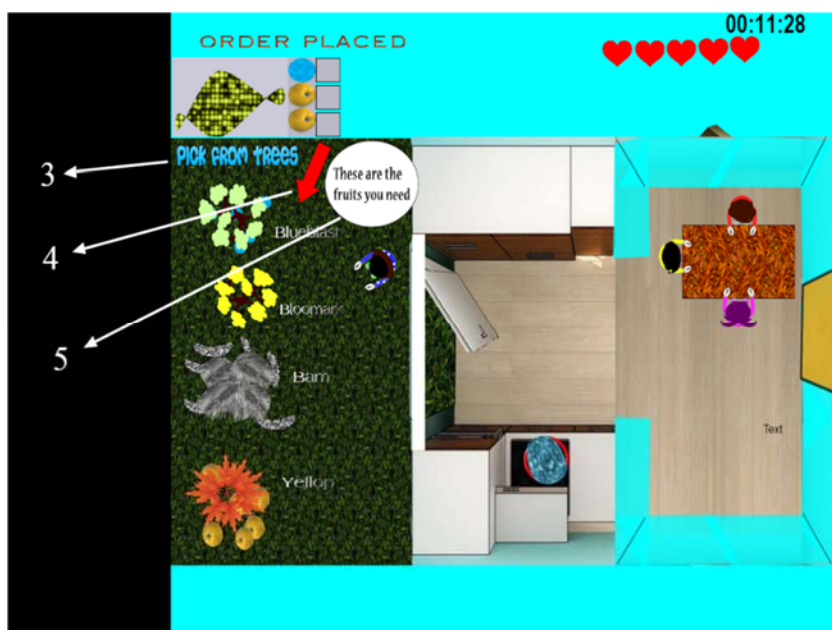 00:11:28
ORDER PLACED
PICK FROM TREES
3
These are the
fruits you need
4
Blueblast
5
Bloomark
Bam
Text
Yellop